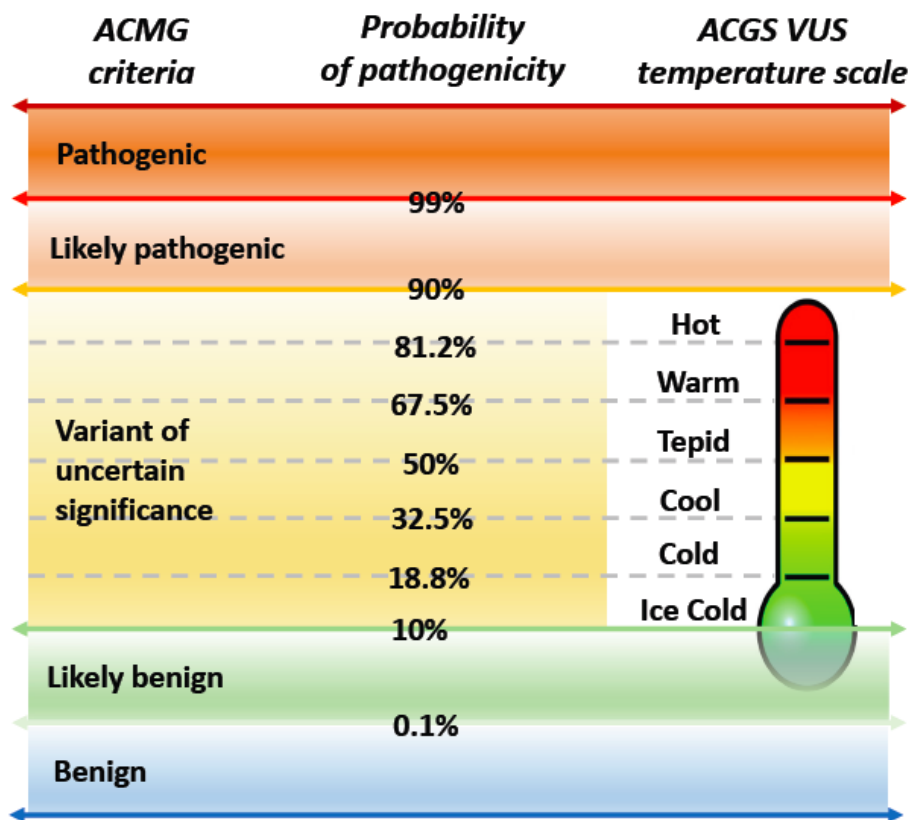 ACMG
criteria
Probability
of pathogenicity
ACGS VUS
temperature scale
Pathogenic
99%
Likely pathogenic
90%
Hot
81.2%
Warm
67.5%
Variant of
uncertain
significance
Tepid
50%
Cool
32.5%
Cold
18.8%
Ice Cold
10%
Likely benign
0.1%
Benign